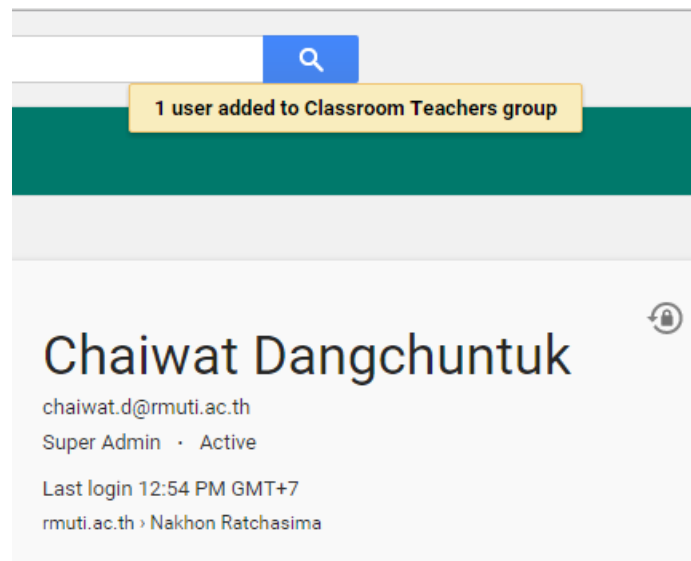 1 user added to Classroom Teachers group
Chaiwat Dangchuntuk
chaiwat.d@rmuti.ac.th
Super Admin · Active
Last login 12:54 PM GMT+7
rmuti.ac.th › Nakhon Ratchasima